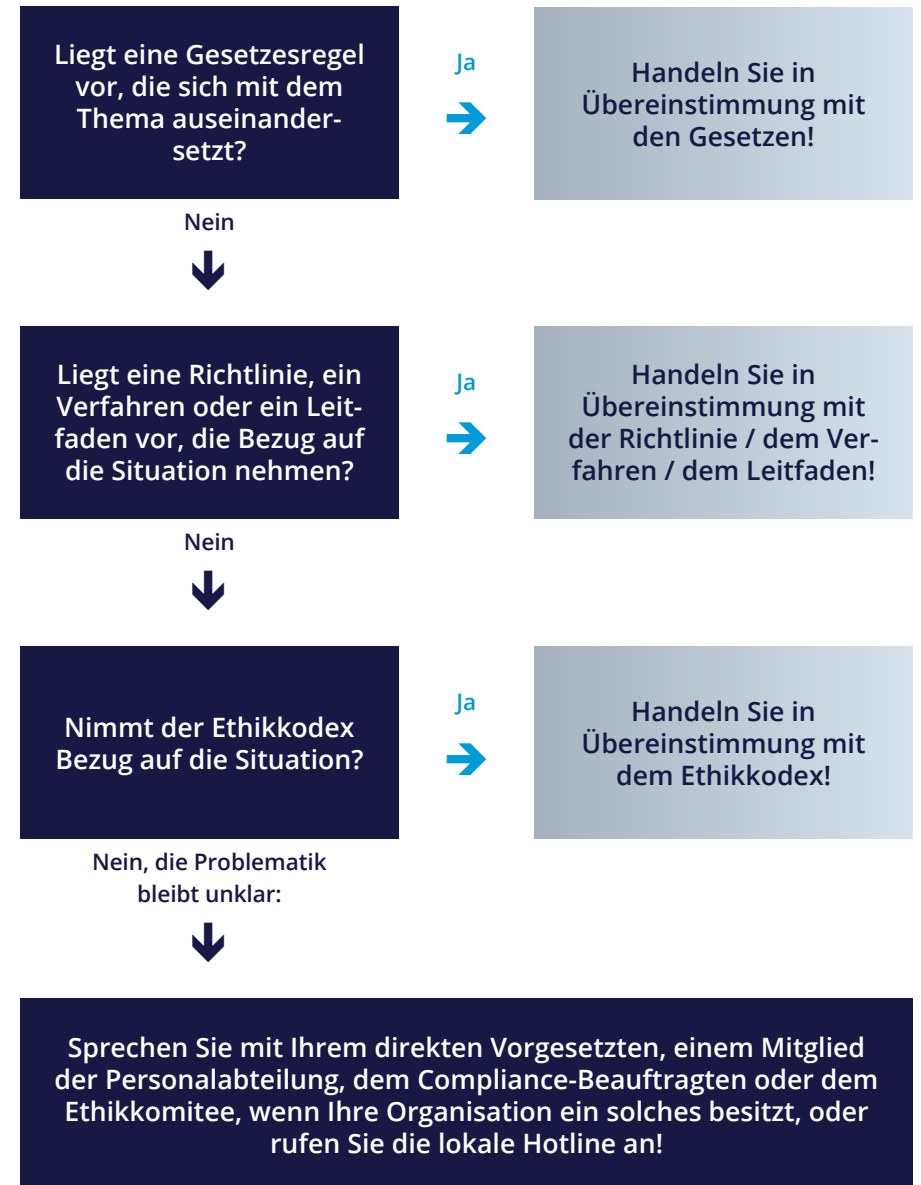 Liegt eine Gesetzesregel
vor, die sich mit dem
Thema auseinander-
setzt?
Ja
Handeln Sie in
Übereinstimmung mit
den Gesetzen!
Nein
Liegt eine Richtlinie, ein
Verfahren oder ein Leit-
faden vor, die Bezug auf
die Situation nehmen?
Ja
Handeln Sie in
Übereinstimmung mit
der Richtlinie / dem Ver-
fahren / dem Leitfaden!
Nein
Nimmt der Ethikkodex
Bezug auf die Situation?
Ja
Handeln Sie in
Übereinstimmung mit
dem Ethikkodex!
Nein, die Problematik
bleibt unklar:
Sprechen Sie mit Ihrem direkten Vorgesetzten, einem Mitglied
der Personalabteilung, dem Compliance-Beauftragten oder dem
Ethikkomitee, wenn Ihre Organisation ein solches besitzt, oder
rufen Sie die lokale Hotline an!